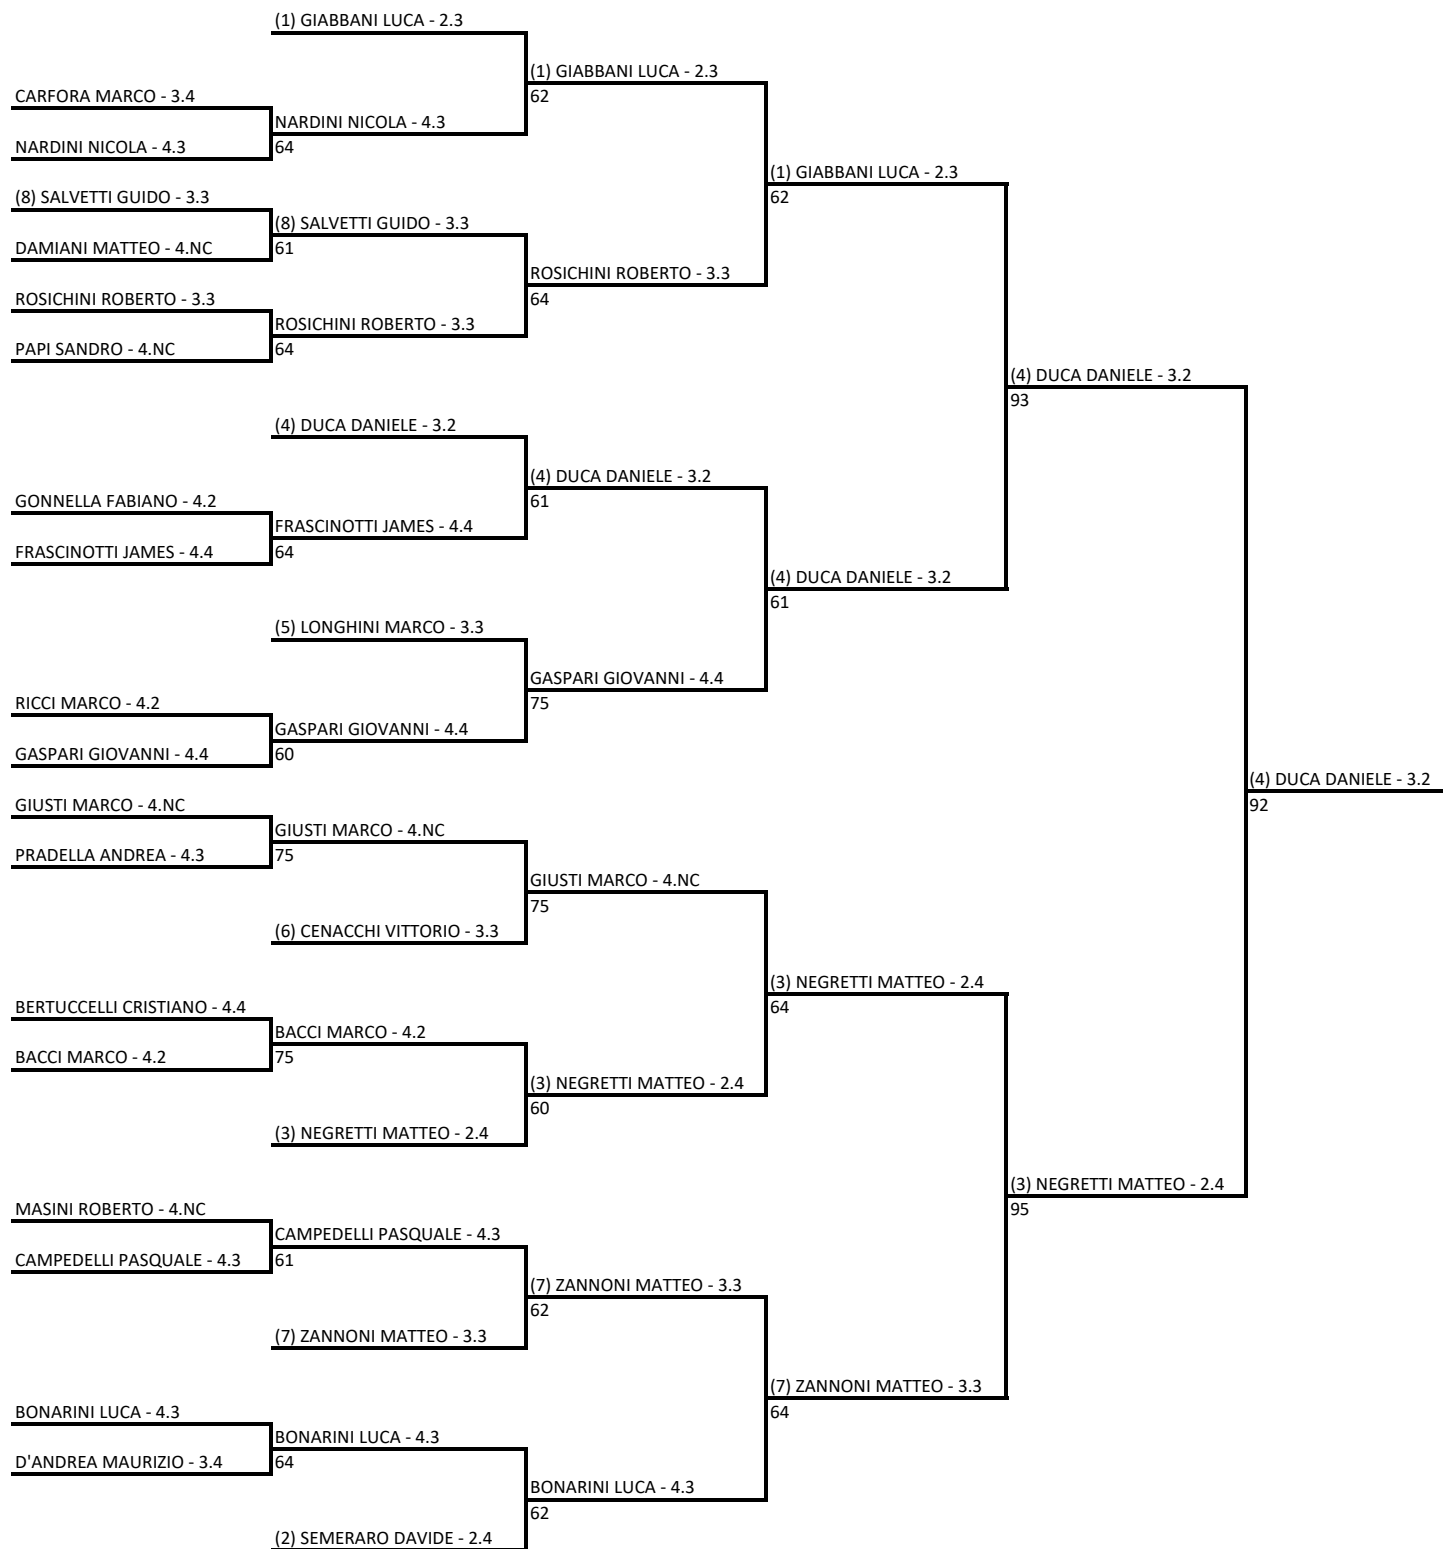 (1) GIABBANI LUCA - 2.3
(1) GIABBANI LUCA - 2.3
CARFORA MARCO - 3.4
62
NARDINI NICOLA - 4.3
NARDINI NICOLA - 4.3
64
(1) GIABBANI LUCA - 2.3
(8) SALVETTI GUIDO - 3.3
62
(8) SALVETTI GUIDO - 3.3
DAMIANI MATTEO - 4.NC
61
ROSICHINI ROBERTO - 3.3
ROSICHINI ROBERTO - 3.3
64
ROSICHINI ROBERTO - 3.3
PAPI SANDRO - 4.NC
64
(4) DUCA DANIELE - 3.2
93
(4) DUCA DANIELE - 3.2
(4) DUCA DANIELE - 3.2
GONNELLA FABIANO - 4.2
61
FRASCINOTTI JAMES - 4.4
FRASCINOTTI JAMES - 4.4
64
(4) DUCA DANIELE - 3.2
61
(5) LONGHINI MARCO - 3.3
GASPARI GIOVANNI - 4.4
RICCI MARCO - 4.2
75
GASPARI GIOVANNI - 4.4
GASPARI GIOVANNI - 4.4
60
(4) DUCA DANIELE - 3.2
GIUSTI MARCO - 4.NC
92
GIUSTI MARCO - 4.NC
PRADELLA ANDREA - 4.3
75
GIUSTI MARCO - 4.NC
75
(6) CENACCHI VITTORIO - 3.3
(3) NEGRETTI MATTEO - 2.4
BERTUCCELLI CRISTIANO - 4.4
64
BACCI MARCO - 4.2
BACCI MARCO - 4.2
75
(3) NEGRETTI MATTEO - 2.4
60
(3) NEGRETTI MATTEO - 2.4
(3) NEGRETTI MATTEO - 2.4
MASINI ROBERTO - 4.NC
95
CAMPEDELLI PASQUALE - 4.3
CAMPEDELLI PASQUALE - 4.3
61
(7) ZANNONI MATTEO - 3.3
62
(7) ZANNONI MATTEO - 3.3
(7) ZANNONI MATTEO - 3.3
BONARINI LUCA - 4.3
64
BONARINI LUCA - 4.3
D'ANDREA MAURIZIO - 3.4
64
BONARINI LUCA - 4.3
62
(2) SEMERARO DAVIDE - 2.4